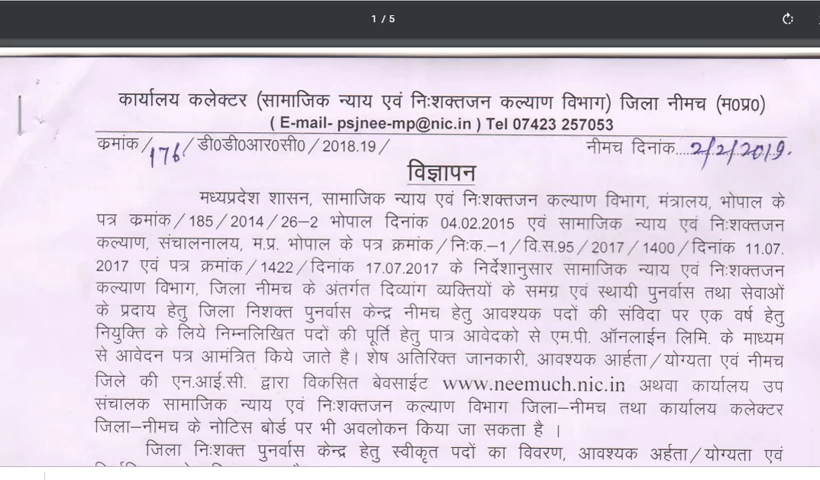 1 / 5
कार्यालय कलेक्टर (सामाजिक न्याय एवं निःशक्तजन कल्याण विभाग) जिला नीमच (म0प्र0)
( E-mail- psjnee-mp@nic.in ) Tel 07423 257053
क्रमांक/176/डी0डी0आर0सी0/2018.19/ नीमच दिनांक....2/2/2019.
विज्ञापन
मध्यप्रदेश शासन, सामाजिक न्याय एवं निःशक्तजन कल्याण विभाग, मंत्रालय, भोपाल के
पत्र क्रमांक/185/2014/26-2 भोपाल दिनांक 04.02.2015 एवं सामाजिक न्याय एवं निःशक्तजन
कल्याण, संचालनालय, म.प्र. भोपाल के पत्र क्रमांक/निःक.-1/वि.स.95/2017/1400/दिनांक 11.07.
2017 एवं पत्र क्रमांक/1422/दिनांक 17.07.2017 के निर्देशानुसार सामाजिक न्याय एवं निःशक्तजन
कल्याण विभाग, जिला नीमच के अंतर्गत दिव्यांग व्यक्तियों के समग्र एवं स्थायी पुनर्वास तथा सेवाओं
के प्रदाय हेतु जिला निशक्त पुनर्वास केन्द्र नीमच हेतु आवश्यक पदों की संविदा पर एक वर्ष हेतु
नियुक्ति के लिये निम्नलिखित पदों की पूर्ति हेतु पात्र आवेदको से एम.पी. ऑनलाईन लिमि. के माध्यम
से आवेदन पत्र आमंत्रित किये जाते है। शेष अतिरिक्त जानकारी, आवश्यक आर्हता/योग्यता एवं नीमच
जिले की एन.आई.सी. द्वारा विकसित बेवसाईट www.neemuch.nic.in अथवा कार्यालय उप
संचालक सामाजिक न्याय एवं निःशक्तजन कल्याण विभाग जिला-नीमच तथा कार्यालय कलेक्टर
जिला-नीमच के नोटिस बोर्ड पर भी अवलोकन किया जा सकता है ।
जिला निःशक्त पुनर्वास केन्द्र हेतु स्वीकृत पदों का विवरण, आवश्यक अर्हता/योग्यता एवं